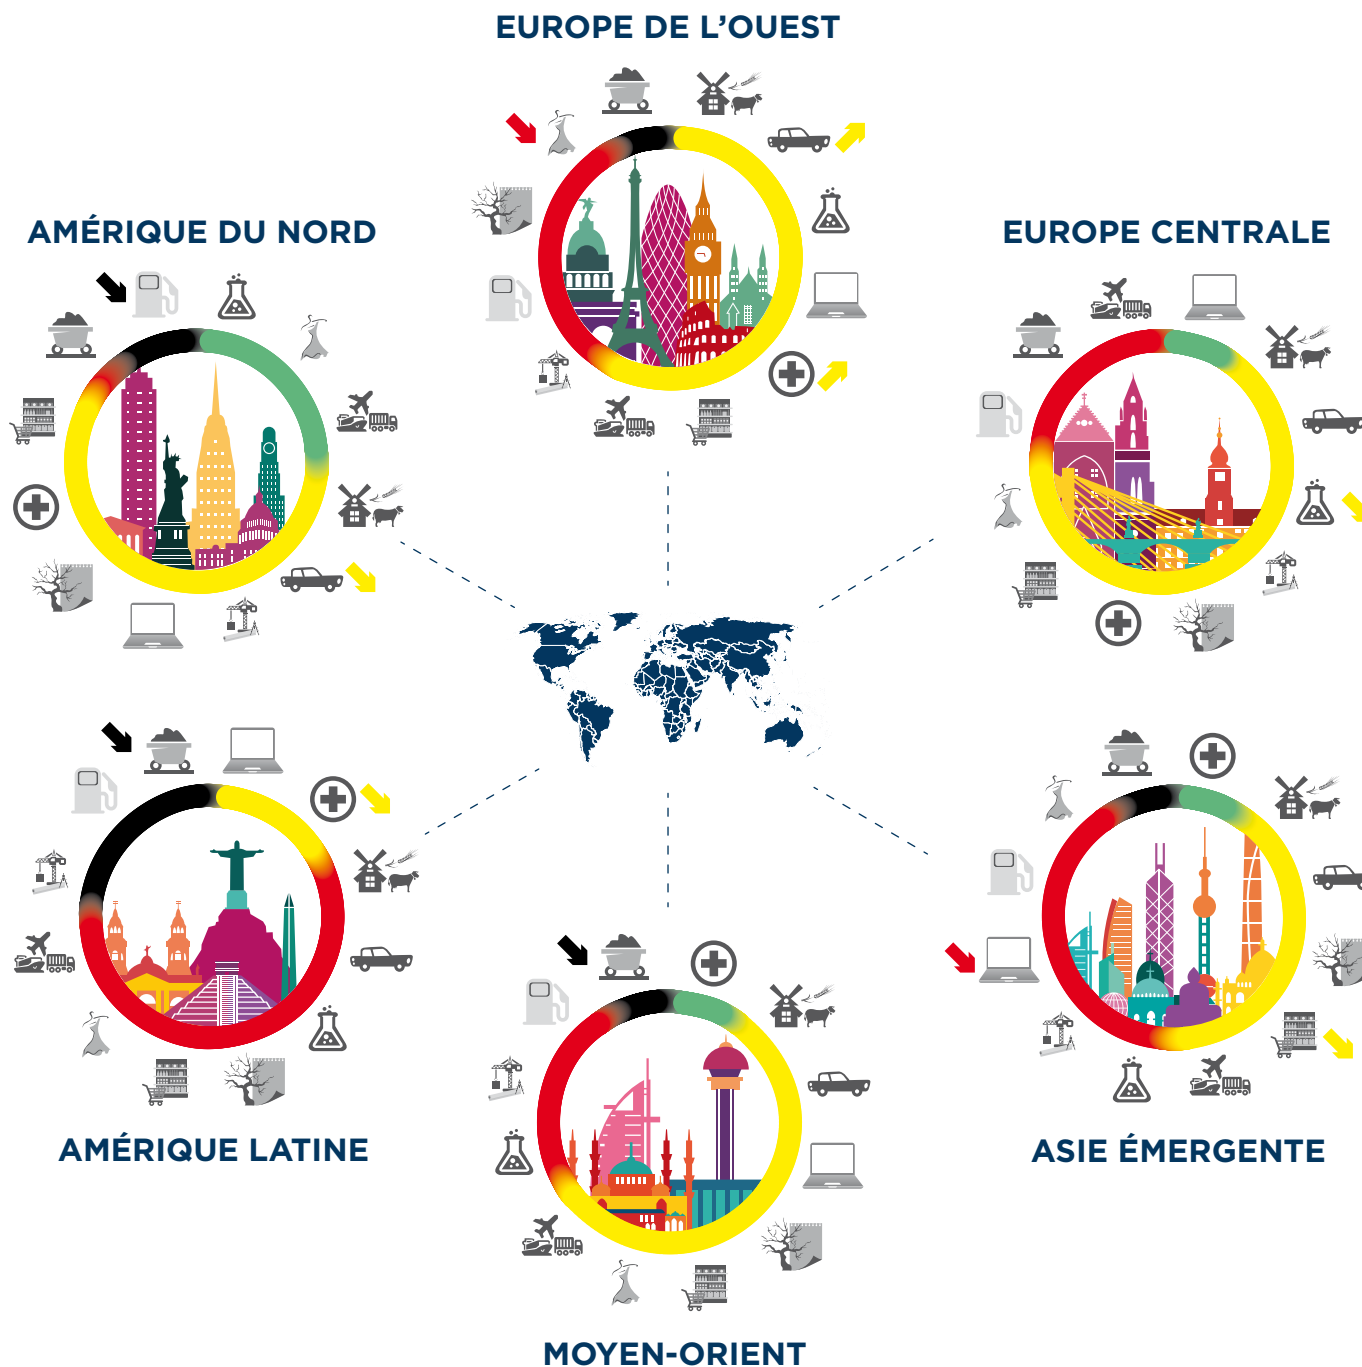 EUROPE DE L’OUEST
AMÉRIQUE DU NORD
EUROPE CENTRALE
AMÉRIQUE LATINE
ASIE ÉMERGENTE
MOYEN-ORIENT